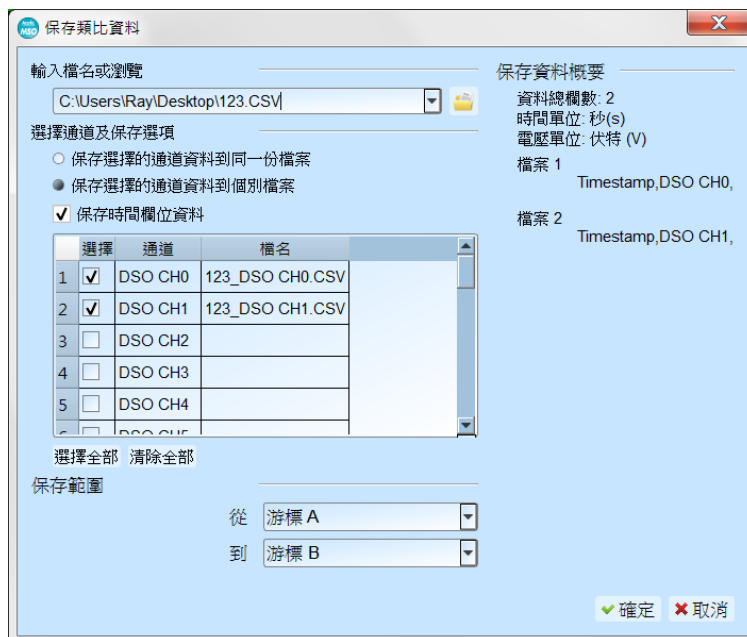 保存類比資料
輸入檔名或瀏覽
C:\Users\Ray\Desktop\123.CSV
選擇通道及保存選項
保存選擇的通道資料到同一份檔案
保存選擇的通道資料到個別檔案
保存時間欄位資料
選擇 通道 檔名
1 DSO CH0 123_DSO CH0.CSV
2 DSO CH1 123_DSO CH1.CSV
3 DSO CH2
4 DSO CH3
5 DSO CH4
選擇全部 清除全部
保存範圍
從 游標 A
到 游標 B
保存資料概要
資料總欄數: 2
時間單位: 秒(s)
電壓單位: 伏特 (V)
檔案 1
Timestamp,DSO CH0,
檔案 2
Timestamp,DSO CH1,
確定 取消